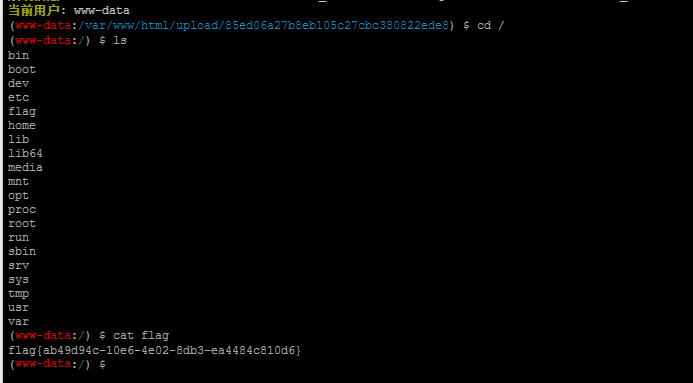 当前用户: www-data
(www-data:/var/www/html/upload/85ed06a27b8eb105c27cbc380822ede8) $ cd /
(www-data:/) $ ls
bin
boot
dev
etc
flag
home
lib
lib64
media
mnt
opt
proc
root
run
sbin
srv
sys
tmp
usr
var
(www-data:/) $ cat flag
flag{ab49d94c-10e6-4e02-8db3-ea4484c810d6}
(www-data:/) $